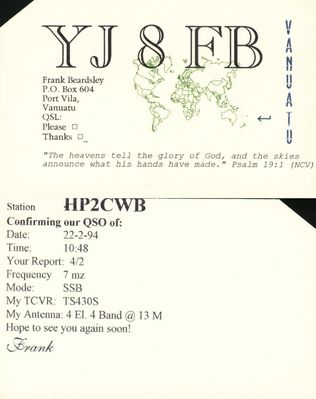 YJ 8 FB
VANUATU
Frank Beardsley
P.O. Box 604
Port Vila,
Vanuatu
QSL:
Please □
Thanks □_
"The heavens tell the glory of God, and the skies
announce what his hands have made." Psalm 19:1 (NCV)
Station HP2CWB
Confirming our QSO of:
Date: 22-2-94
Time: 10:48
Your Report: 4/2
Frequency 7 mz
Mode: SSB
My TCVR: TS430S
My Antenna: 4 El. 4 Band @ 13 M
Hope to see you again soon!
Frank